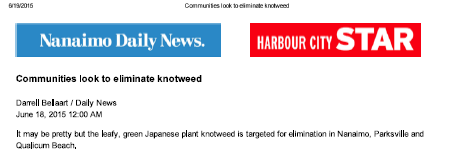 6/19/2015 Communities look to eliminate knotweed
Nanaimo Daily News. HARBOUR CITY STAR
Communities look to eliminate knotweed
Darrell Bellaart / Daily News
June 18, 2015 12:00 AM
It may be pretty but the leafy, green Japanese plant knotweed is targeted for elimination in Nanaimo, Parksville and
Qualicum Beach.